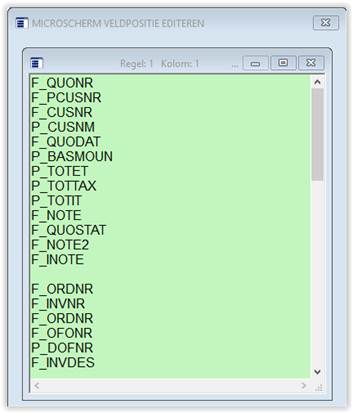 MICROSCHERM VELDPOSITIE EDITEREN
Regel: 1 Kolom: 1 ...
F_QUONR
F_PCUSNR
F_CUSNR
P_CUSNM
F_QUODAT
P_BASMOUN
P_TOTET
P_TOTTAX
P_TOTIT
F_NOTE
F_QUOSTAT
F_NOTE2
F_INOTE
F_ORDNR
F_INVNR
F_ORDNR
F_OFONR
P_DOFNR
F_INVDES